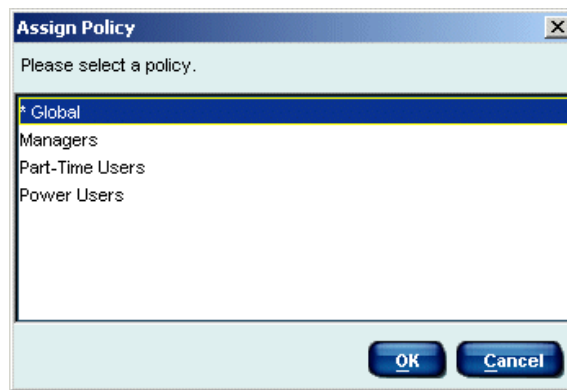 Assign Policy
Please select a policy.
* Global
Managers
Part-Time Users
Power Users
OK Cancel